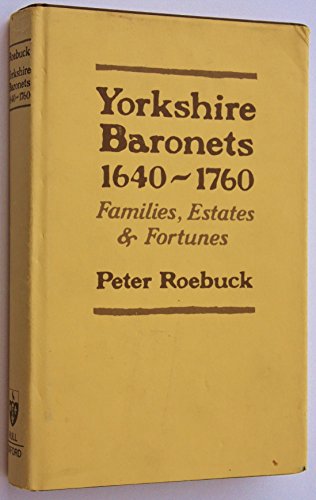 Yorkshire
Baronets
1640~1760
Families, Estates
& Fortunes
Peter Roebuck
Roebuck
Yorkshire
Baronets
1640~1760